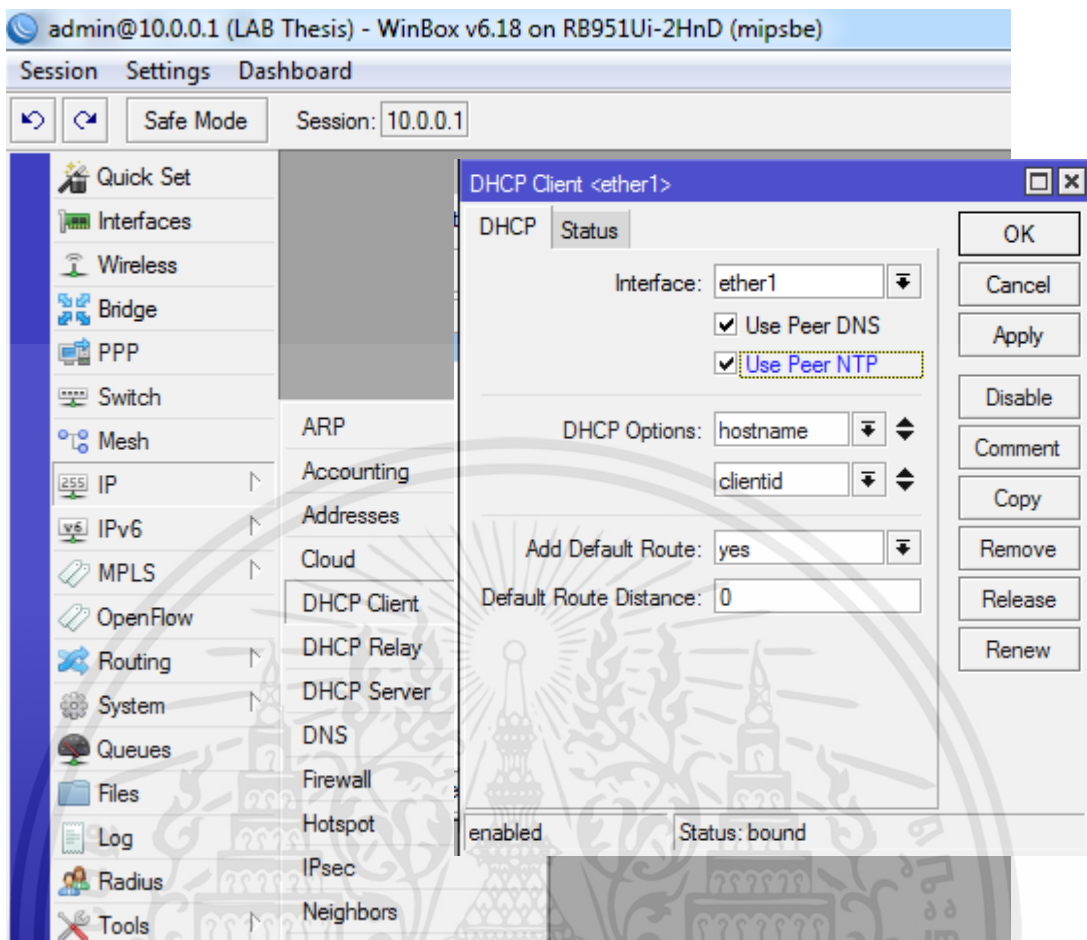 admin@10.0.0.1 (LAB Thesis) - WinBox v6.18 on RB951Ui-2HnD (mipsbe)
Session Settings Dashboard
Safe Mode Session: 10.0.0.1
Quick Set
Interfaces
Wireless
Bridge
PPP
Switch
Mesh
255 IP
v6 IPv6
MPLS
OpenFlow
Routing
System
Queues
Files
Log
Radius
Tools
ARP
Accounting
Addresses
Cloud
DHCP Client
DHCP Relay
DHCP Server
DNS
Firewall
Hotspot
IPsec
Neighbors
DHCP Client <ether1>
DHCP Status
Interface: ether1
Use Peer DNS
Use Peer NTP
DHCP Options: hostname
clientid
Add Default Route: yes
Default Route Distance: 0
OK
Cancel
Apply
Disable
Comment
Copy
Remove
Release
Renew
enabled Status: bound